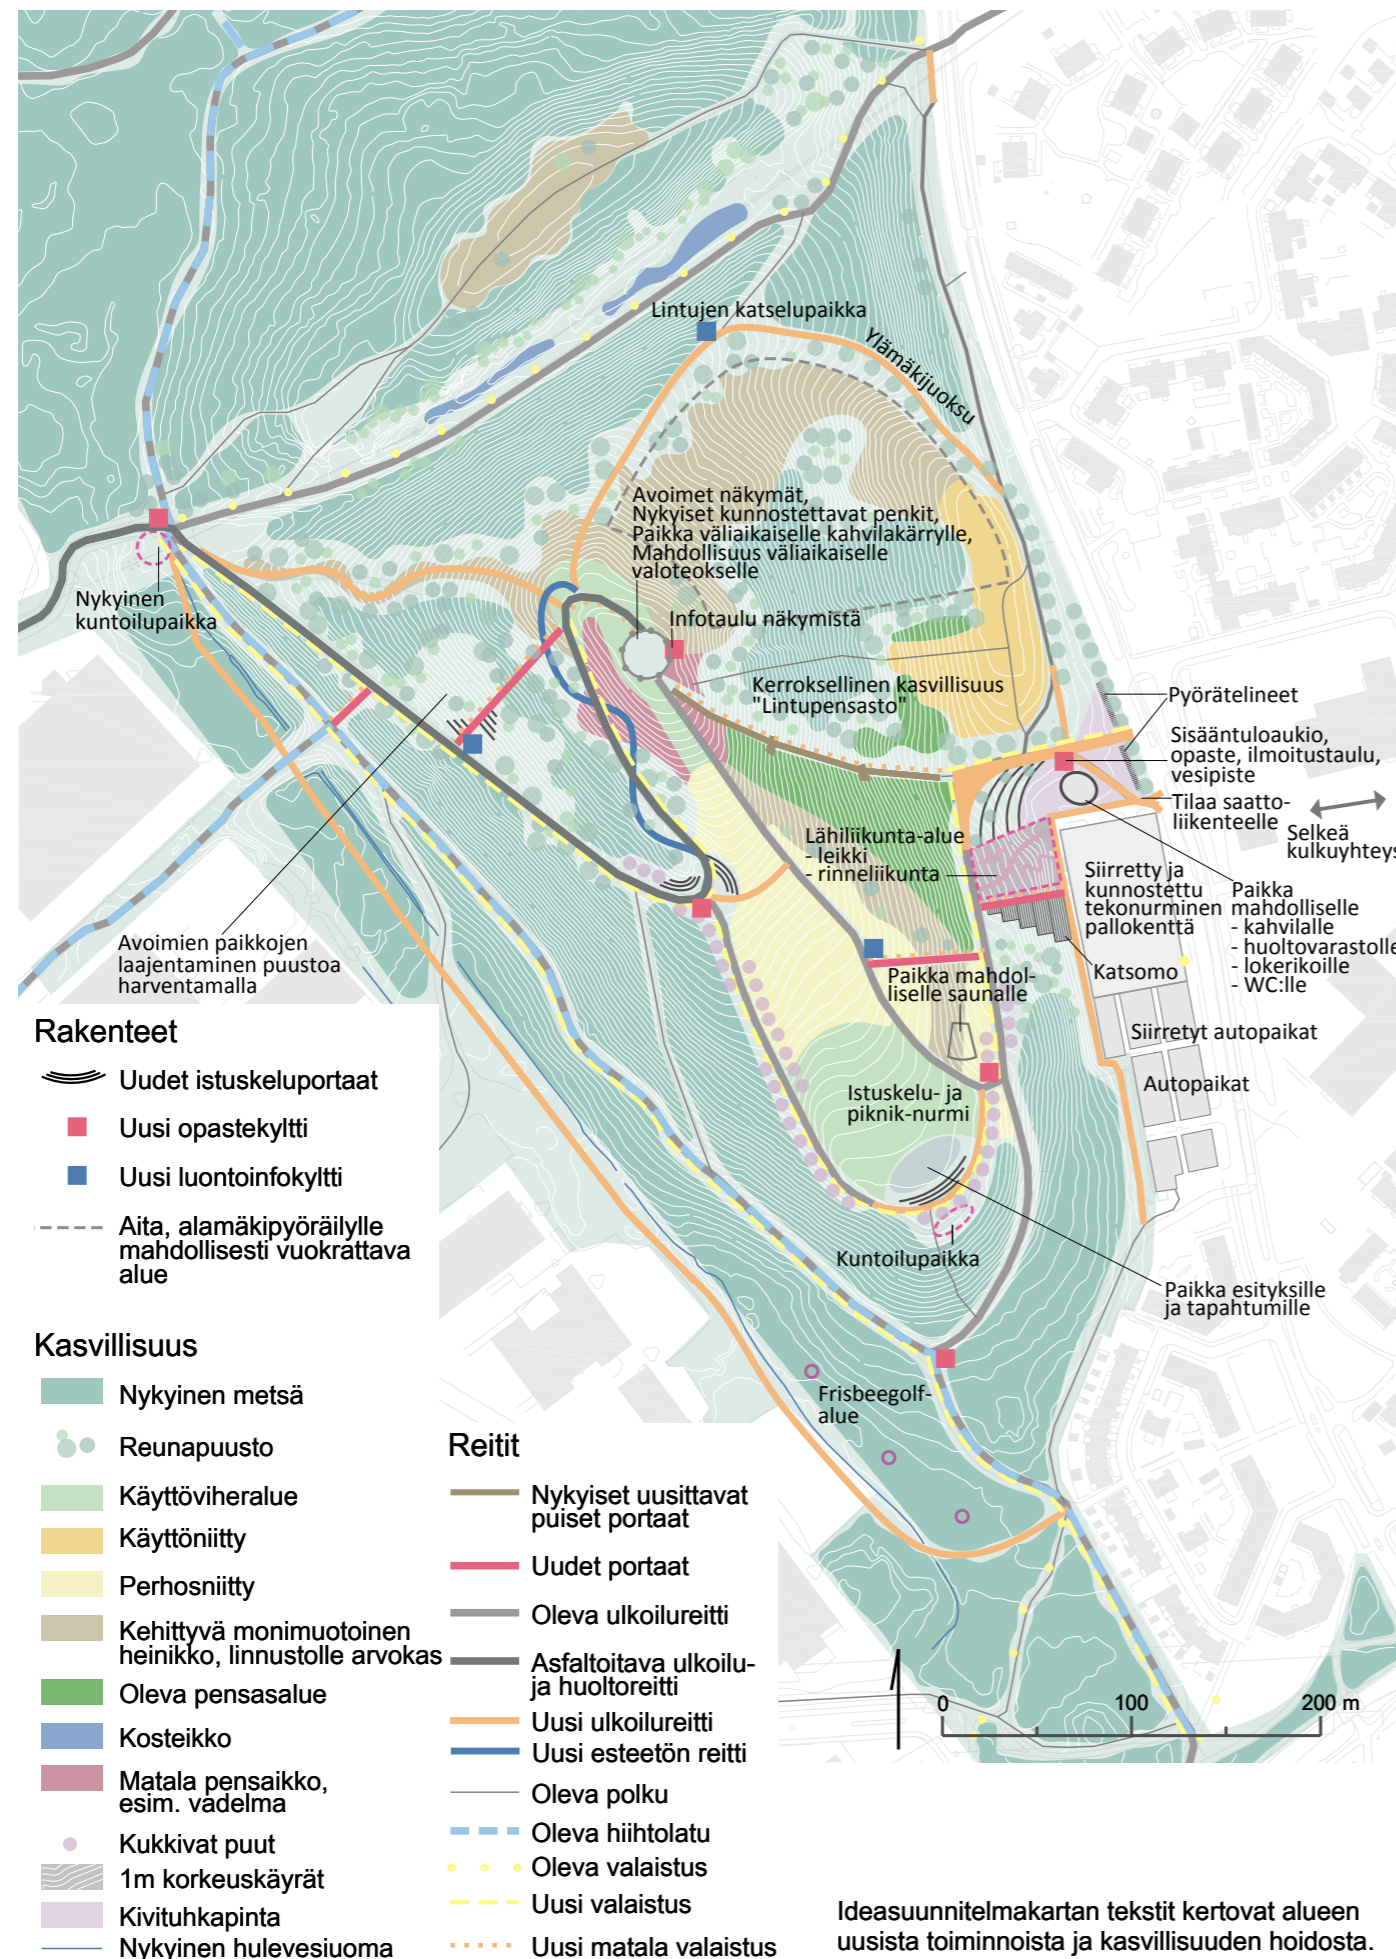 Lintujen katselupaikka
Ylämäkijuoksu
Avoimet näkymät,
Nykyiset kunnostettavat penkit,
Paikka väliaikaiselle kahvilakärrylle,
Mahdollisuus väliaikaiselle
valoteokselle
Nykyinen
kuntoilupaikka
Infotaulu näkymistä
Kerroksellinen kasvillisuus
"Lintupensasto"
Pyörätelineet
Sisääntuloaukio,
opaste, ilmoitustaulu,
vesipiste
Tilaa saatto-
liikenteelle
Selkeä
kulkuyhteys
Lähiliikunta-alue
- leikki
- rinneliikunta
Siirretty ja
kunnostettu
tekonurminen
pallokenttä
Paikka
mahdolliselle
- kahvilalle
- huoltovarastolle
- lokerikoille
- WC:lle
Avoimien paikkojen
laajentaminen puustoa
harventamalla
Katsomo
Paikka mahdol-
liselle saunalle
Siirretyt autopaikat
Autopaikat
Istuskelu- ja
piknik-nurmi
Kuntoilupaikka
Paikka esityksille
ja tapahtumille
Frisbeegolf-
alue
Rakenteet
Uudet istuskeluportaat
Uusi opastekyltti
Uusi luontoinfokyltti
Aita, alamäkipyöräilylle
mahdollisesti vuokrattava
alue
Kasvillisuus
Nykyinen metsä
Reunapuusto
Käyttöviheralue
Käyttöniitty
Perhosniitty
Kehittyvä monimuotoinen
heinikko, linnustolle arvokas
Oleva pensasalue
Kosteikko
Matala pensaikko,
esim. vadelma
Kukkivat puut
1m korkeuskäyrät
Kivituhkapinta
Nykyinen hulevesiuoma
Reitit
Nykyiset uusittavat
puiset portaat
Uudet portaat
Oleva ulkoilureitti
Asfaltoitava ulkoilu-
ja huoltoreitti
Uusi ulkoilureitti
Uusi esteetön reitti
Oleva polku
Oleva hiihtolatu
Oleva valaistus
Uusi valaistus
Uusi matala valaistus
0 100 200 m
Ideasuunnitelmakartan tekstit kertovat alueen
uusista toiminnoista ja kasvillisuuden hoidosta.